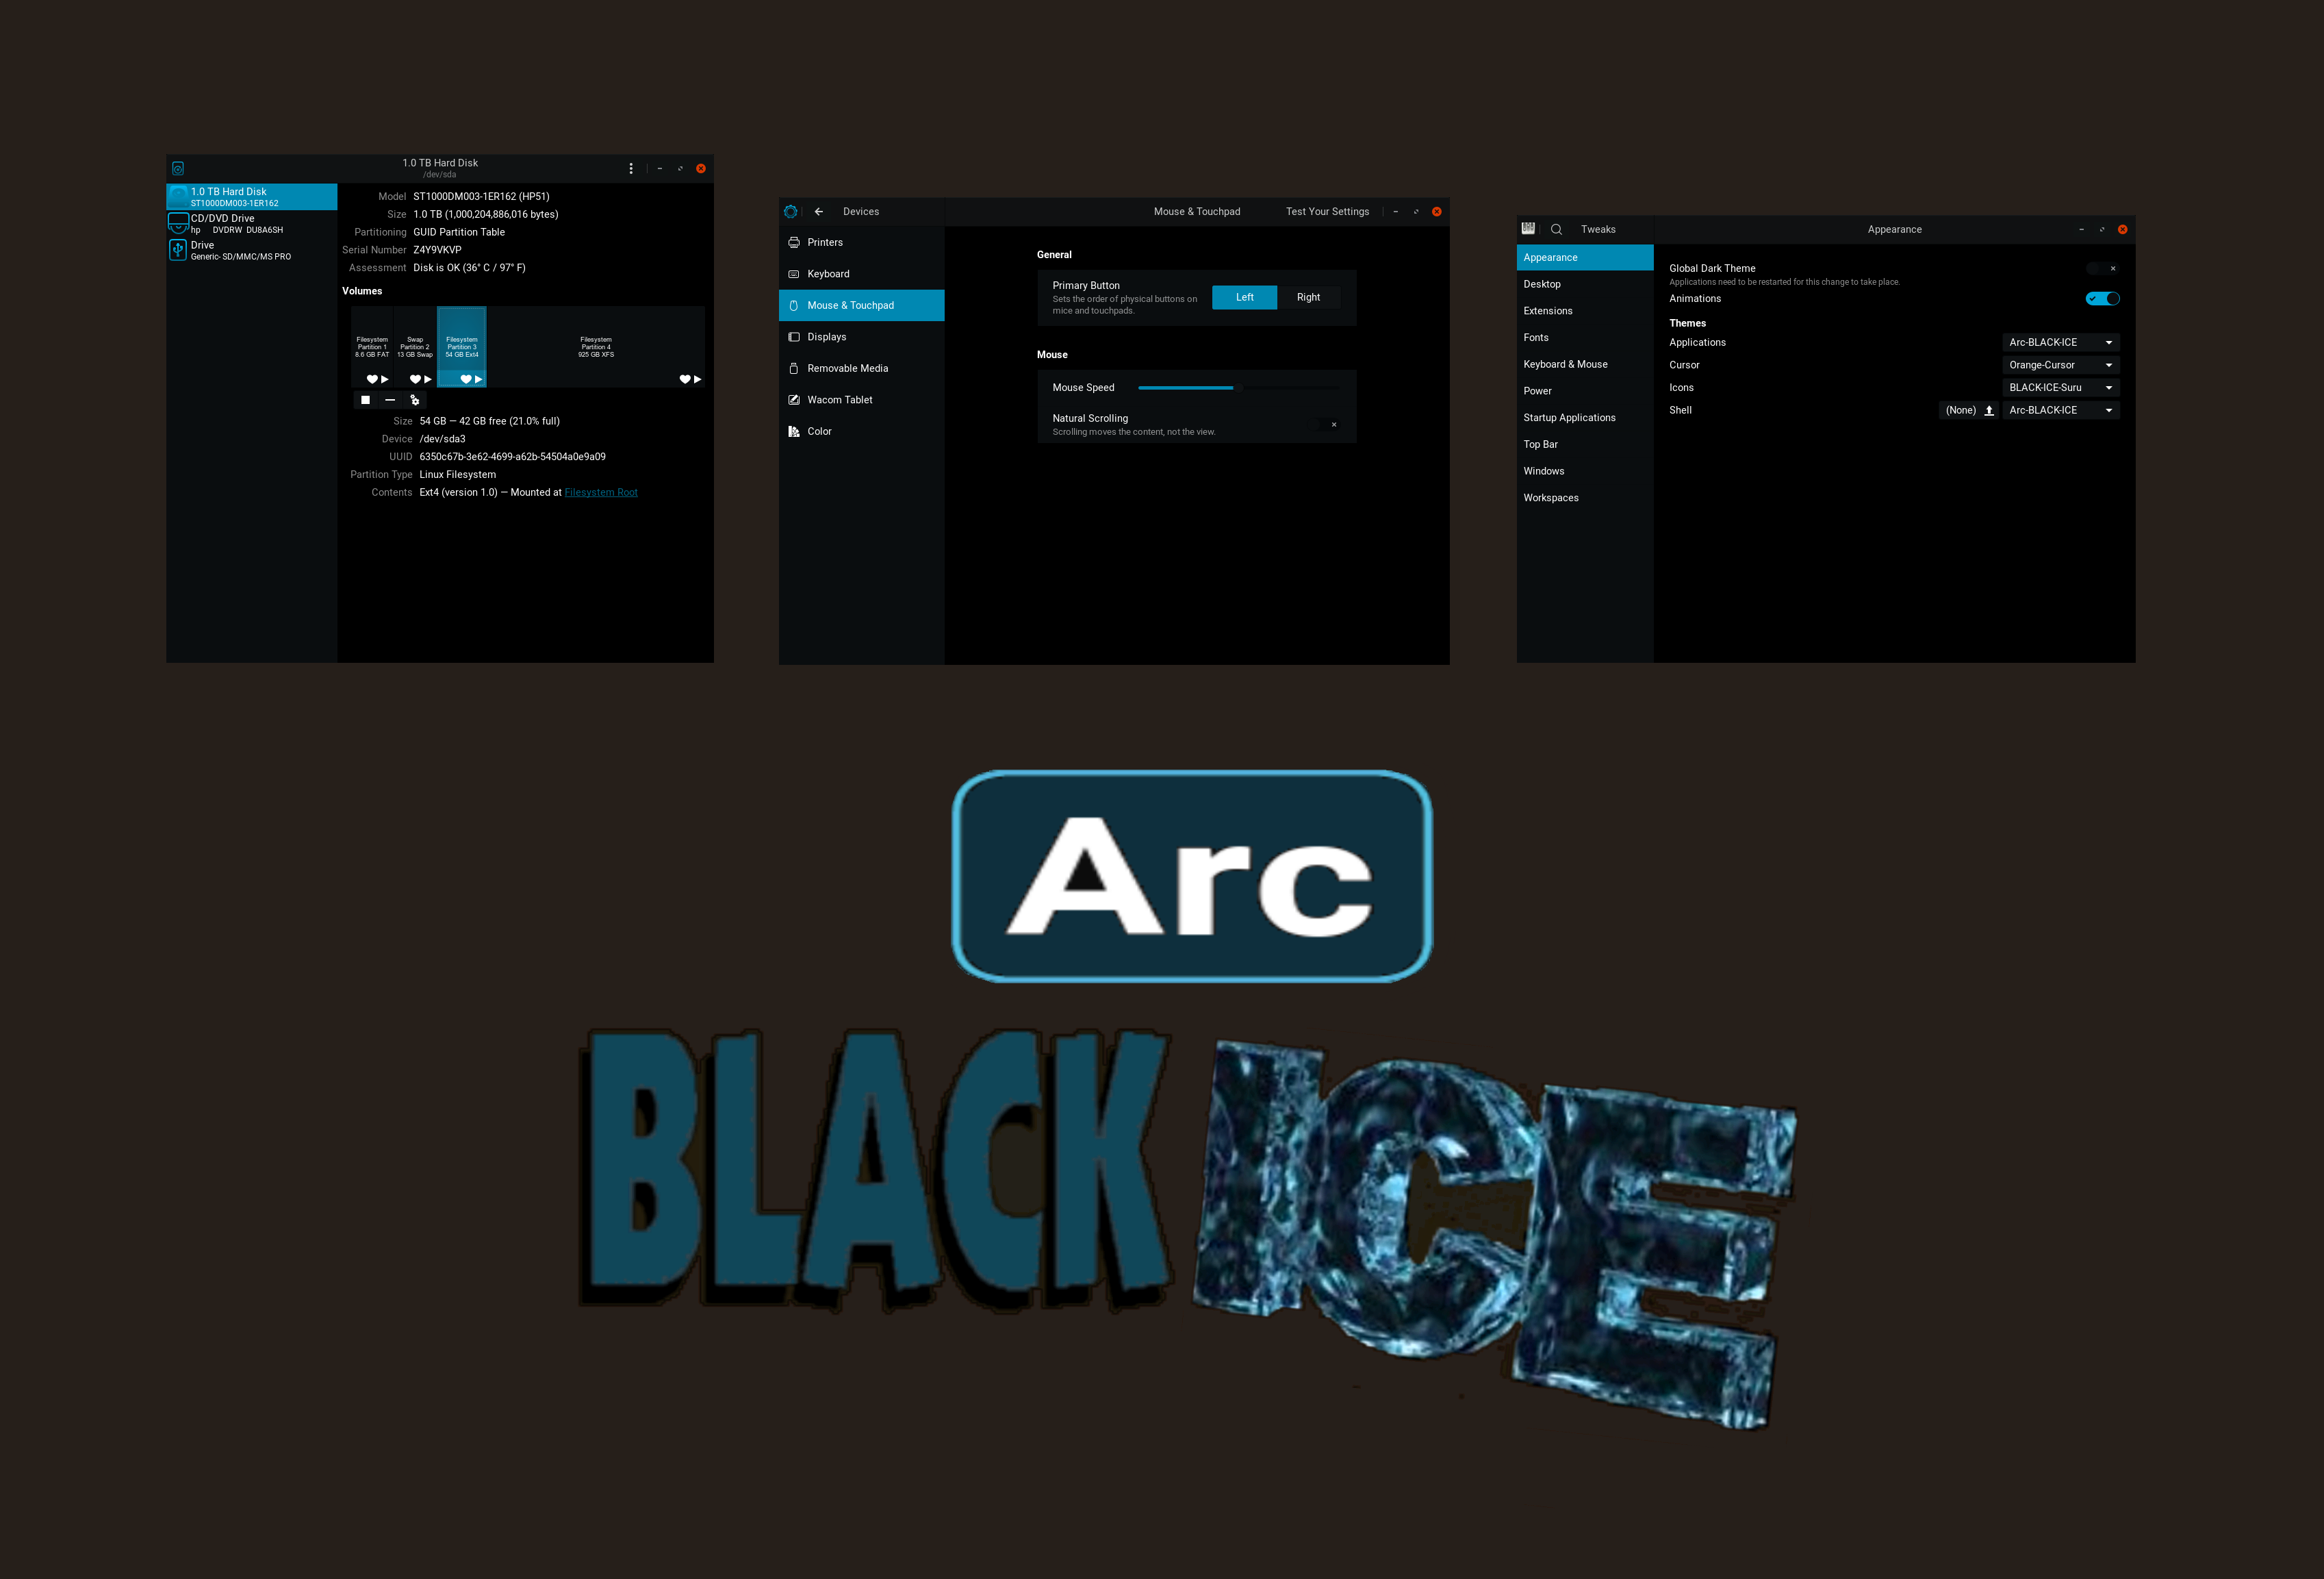 1.0 TB Hard Disk
/dev/sda
1.0 TB Hard Disk
ST1000DM003-1ER162
CD/DVD Drive
hp DVDRW DU8A6SH
Drive
Generic- SD/MMC/MS PRO
Model ST1000DM003-1ER162 (HP51)
Size 1.0 TB (1,000,204,886,016 bytes)
Partitioning GUID Partition Table
Serial Number Z4Y9VKVP
Assessment Disk is OK (36° C / 97° F)
Volumes
Filesystem
Partition 1
8.6 GB FAT
Swap
Partition 2
13 GB Swap
Filesystem
Partition 3
54 GB Ext4
Filesystem
Partition 4
925 GB XFS
Size 54 GB — 42 GB free (21.0% full)
Device /dev/sda3
UUID 6350c67b-3e62-4699-a62b-54504a0e9a09
Partition Type Linux Filesystem
Contents Ext4 (version 1.0) — Mounted at Filesystem Root
Devices
Mouse & Touchpad
Test Your Settings
Printers
Keyboard
Mouse & Touchpad
Displays
Removable Media
Wacom Tablet
Color
General
Primary Button
Sets the order of physical buttons on
mice and touchpads.
Left Right
Mouse
Mouse Speed
Natural Scrolling
Scrolling moves the content, not the view.
Tweaks
Appearance
Appearance
Desktop
Extensions
Fonts
Keyboard & Mouse
Power
Startup Applications
Top Bar
Windows
Workspaces
Global Dark Theme
Applications need to be restarted for this change to take place.
Animations
Themes
Applications Arc-BLACK-ICE
Cursor Orange-Cursor
Icons BLACK-ICE-Suru
Shell (None) Arc-BLACK-ICE
Arc
BLACK ICE